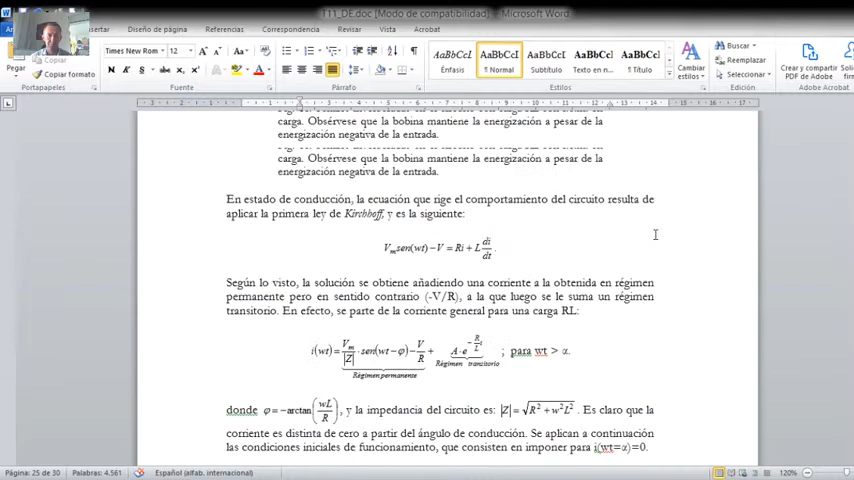 T11_DE.doc [Modo de compatibilidad] - Microsoft Word
Insertar Diseño de página Referencias Correspondencia Revisar Vista Acrobat
Pegar
Copiar
Copiar formato
Portapapeles
Times New Rom 12
Fuente
Párrafo
AaBbCcL AaBbCcI AaBbCcL AaBbCcI AaBbCcL
Énfasis ¶ Normal Subtítulo Texto en n... ¶ Título
Estilos
Cambiar estilos
Buscar
Reemplazar
Seleccionar
Edición
Crear PDF y compartir
Solicitar
Adobe Acrobat
carga. Obsérvese que la bobina mantiene la energización a pesar de la
energización negativa de la entrada.
carga. Obsérvese que la bobina mantiene la energización a pesar de la
energización negativa de la entrada.
En estado de conducción, la ecuación que rige el comportamiento del circuito resulta de
aplicar la primera ley de Kirchhoff, y es la siguiente:
V_m sen(wt) − V = Ri + L di/dt .
Según lo visto, la solución se obtiene añadiendo una corriente a la obtenida en régimen
permanente pero en sentido contrario (-V/R), a la que luego se le suma un régimen
transitorio. En efecto, se parte de la corriente general para una carga RL:
i(wt) = V_m/|Z| · sen(wt − φ) − V/R + A·e^(−R/L t) ; para wt > α.
Régimen permanente Régimen transitorio
donde φ = −arctan(wL/R), y la impedancia del circuito es: |Z| = √(R² + w²L²) . Es claro que la
corriente es distinta de cero a partir del ángulo de conducción. Se aplican a continuación
las condiciones iniciales de funcionamiento, que consisten en imponer para i(wt=α)=0.
Página: 25 de 30 Palabras: 4.561 Español (alfab. internacional) 120%